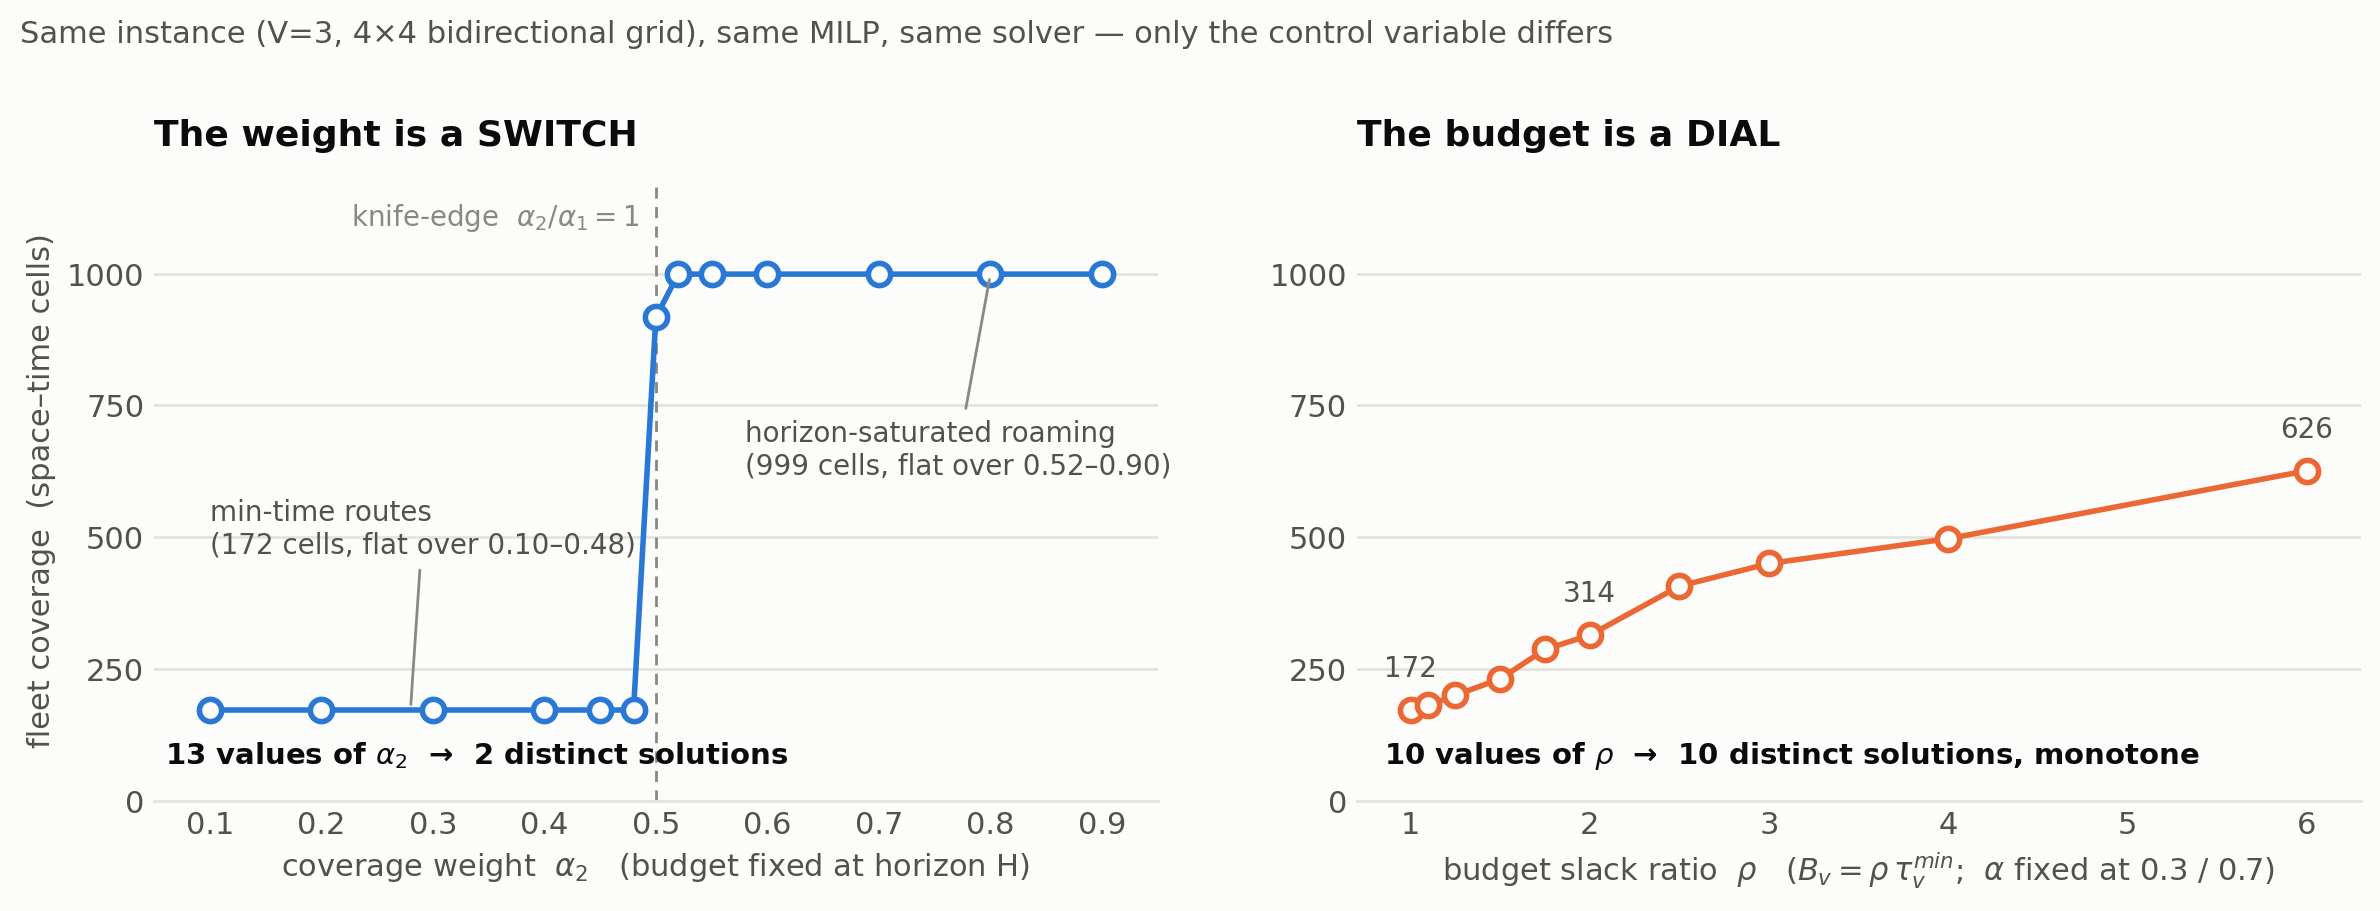 Same instance (V=3, 4×4 bidirectional grid), same MILP, same solver — only the control variable differs
The weight is a SWITCH
knife-edge α₂/α₁ = 1
fleet coverage (space–time cells)
1000
750
500
250
0
horizon-saturated roaming
(999 cells, flat over 0.52–0.90)
min-time routes
(172 cells, flat over 0.10–0.48)
13 values of α₂ → 2 distinct solutions
0.1 0.2 0.3 0.4 0.5 0.6 0.7 0.8 0.9
coverage weight α₂ (budget fixed at horizon H)
The budget is a DIAL
1000
750
500
250
0
626
314
172
10 values of ρ → 10 distinct solutions, monotone
1 2 3 4 5 6
budget slack ratio ρ (Bᵥ = ρ τᵥᵐⁱⁿ; α fixed at 0.3 / 0.7)